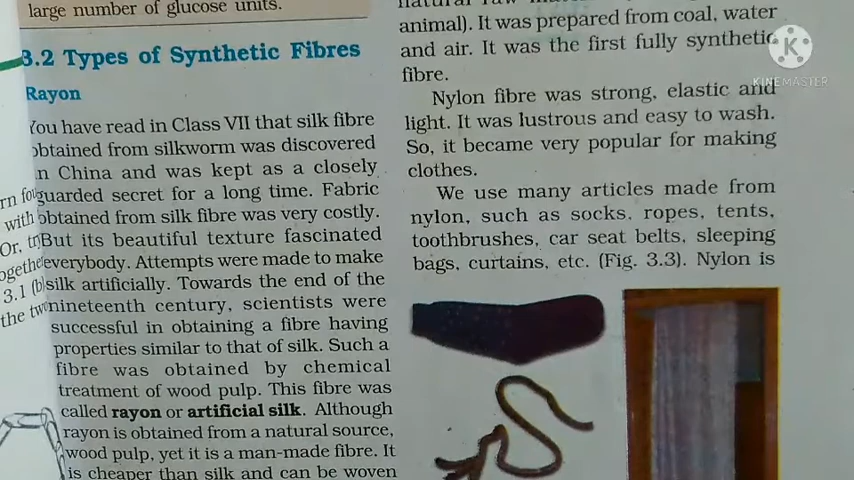 large number of glucose units.
3.2 Types of Synthetic Fibres
Rayon
You have read in Class VII that silk fibre
obtained from silkworm was discovered
in China and was kept as a closely
guarded secret for a long time. Fabric
obtained from silk fibre was very costly.
But its beautiful texture fascinated
everybody. Attempts were made to make
silk artificially. Towards the end of the
nineteenth century, scientists were
successful in obtaining a fibre having
properties similar to that of silk. Such a
fibre was obtained by chemical
treatment of wood pulp. This fibre was
called rayon or artificial silk. Although
rayon is obtained from a natural source,
wood pulp, yet it is a man-made fibre. It
is cheaper than silk and can be woven
animal). It was prepared from coal, water
and air. It was the first fully synthetic
fibre.
Nylon fibre was strong, elastic and
light. It was lustrous and easy to wash.
So, it became very popular for making
clothes.
We use many articles made from
nylon, such as socks, ropes, tents,
toothbrushes, car seat belts, sleeping
bags, curtains, etc. (Fig. 3.3). Nylon is
with
Or,
3.1 (b)
the two
KINEMASTER